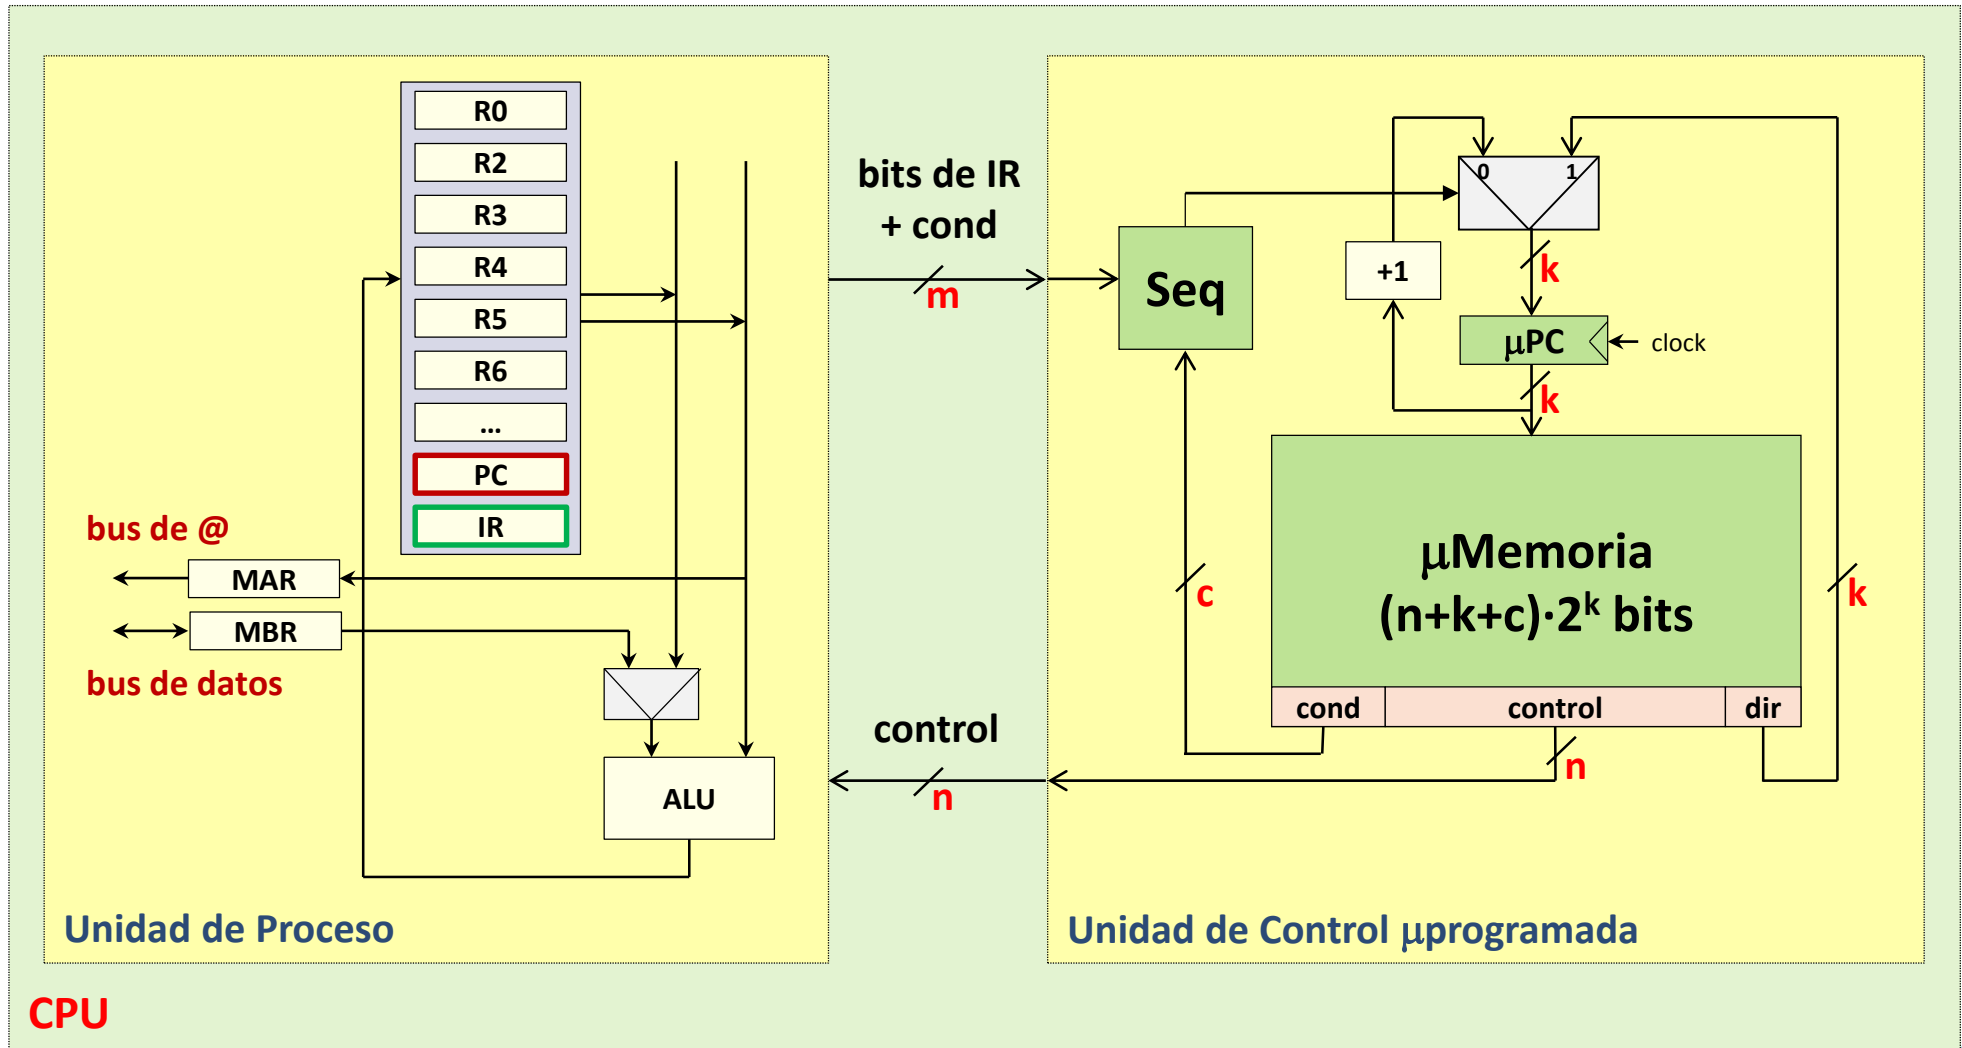 R0
R2
R3
R4
R5
R6
...
PC
IR
bus de @
MAR
MBR
bus de datos
ALU
Unidad de Proceso
bits de IR
+ cond
m
control
n
Seq
0 1
+1
k
μPC
clock
k
μMemoria
(n+k+c)·2ᵏ bits
c
k
cond control dir
n
Unidad de Control μprogramada
CPU